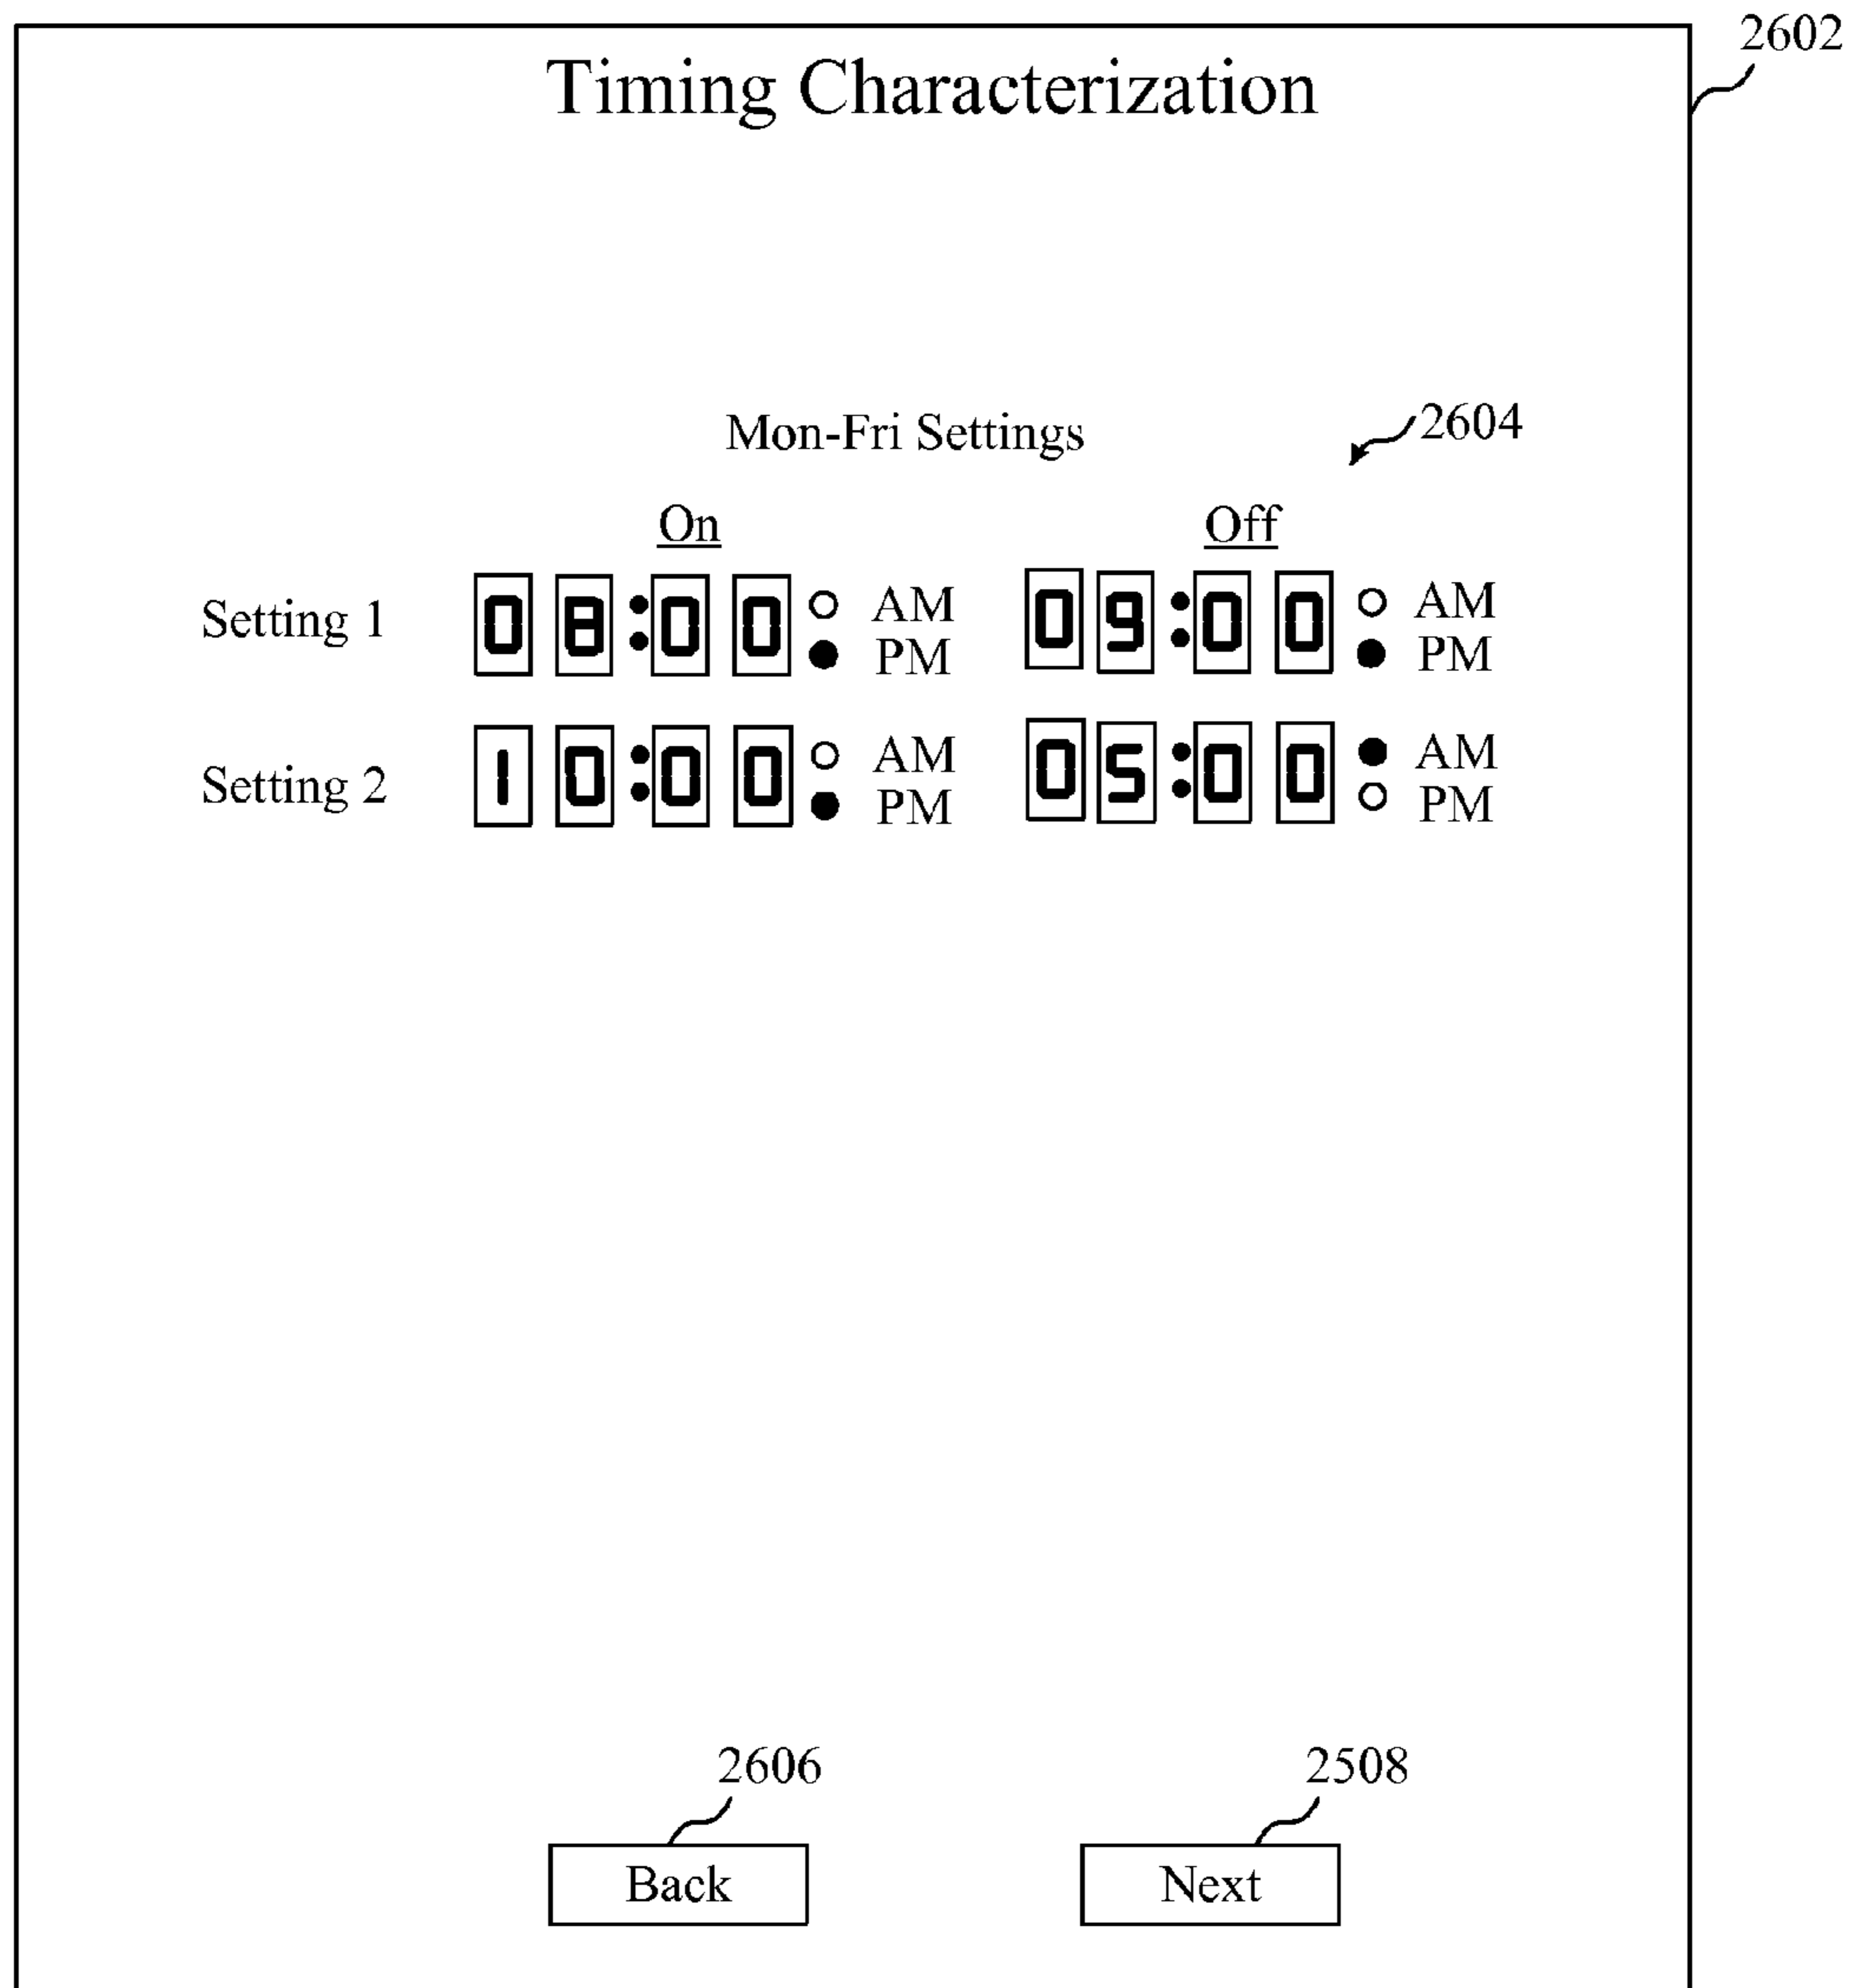 2602
Timing Characterization
Mon-Fri Settings
2604
On Off
Setting 1 08:00 AM PM 09:00 AM PM
Setting 2 10:00 AM PM 05:00 AM PM
2606 2508
Back Next